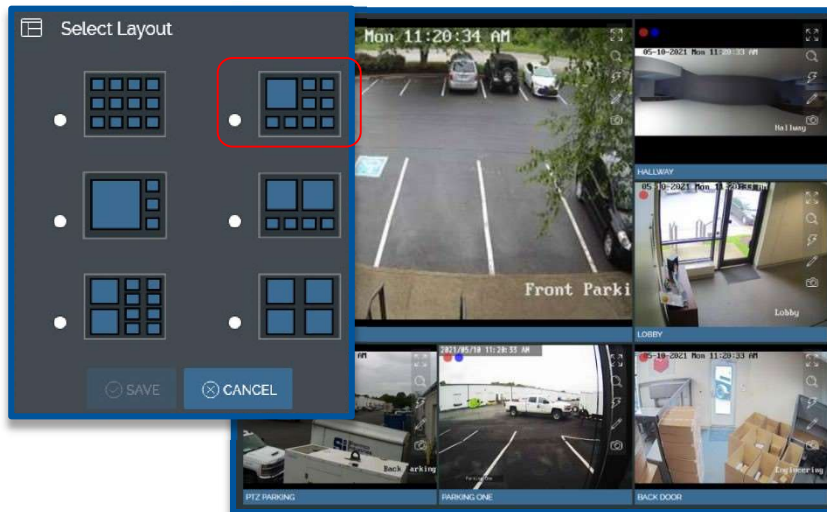 Select Layout
SAVE
CANCEL
Mon 11:20:34 AM
Front Parki
05-10-2021 Mon 11:20:33 AM
Hallway
HALLWAY
05-10-2021 Mon 11
Lobby
LOBBY
AM
Back arking
PTZ PARKING
2021/05/10 11:20:33 AM
Parking One
PARKING ONE
05-10-2021 Mon 11:20:33 AM
Engineering
BACK DOOR